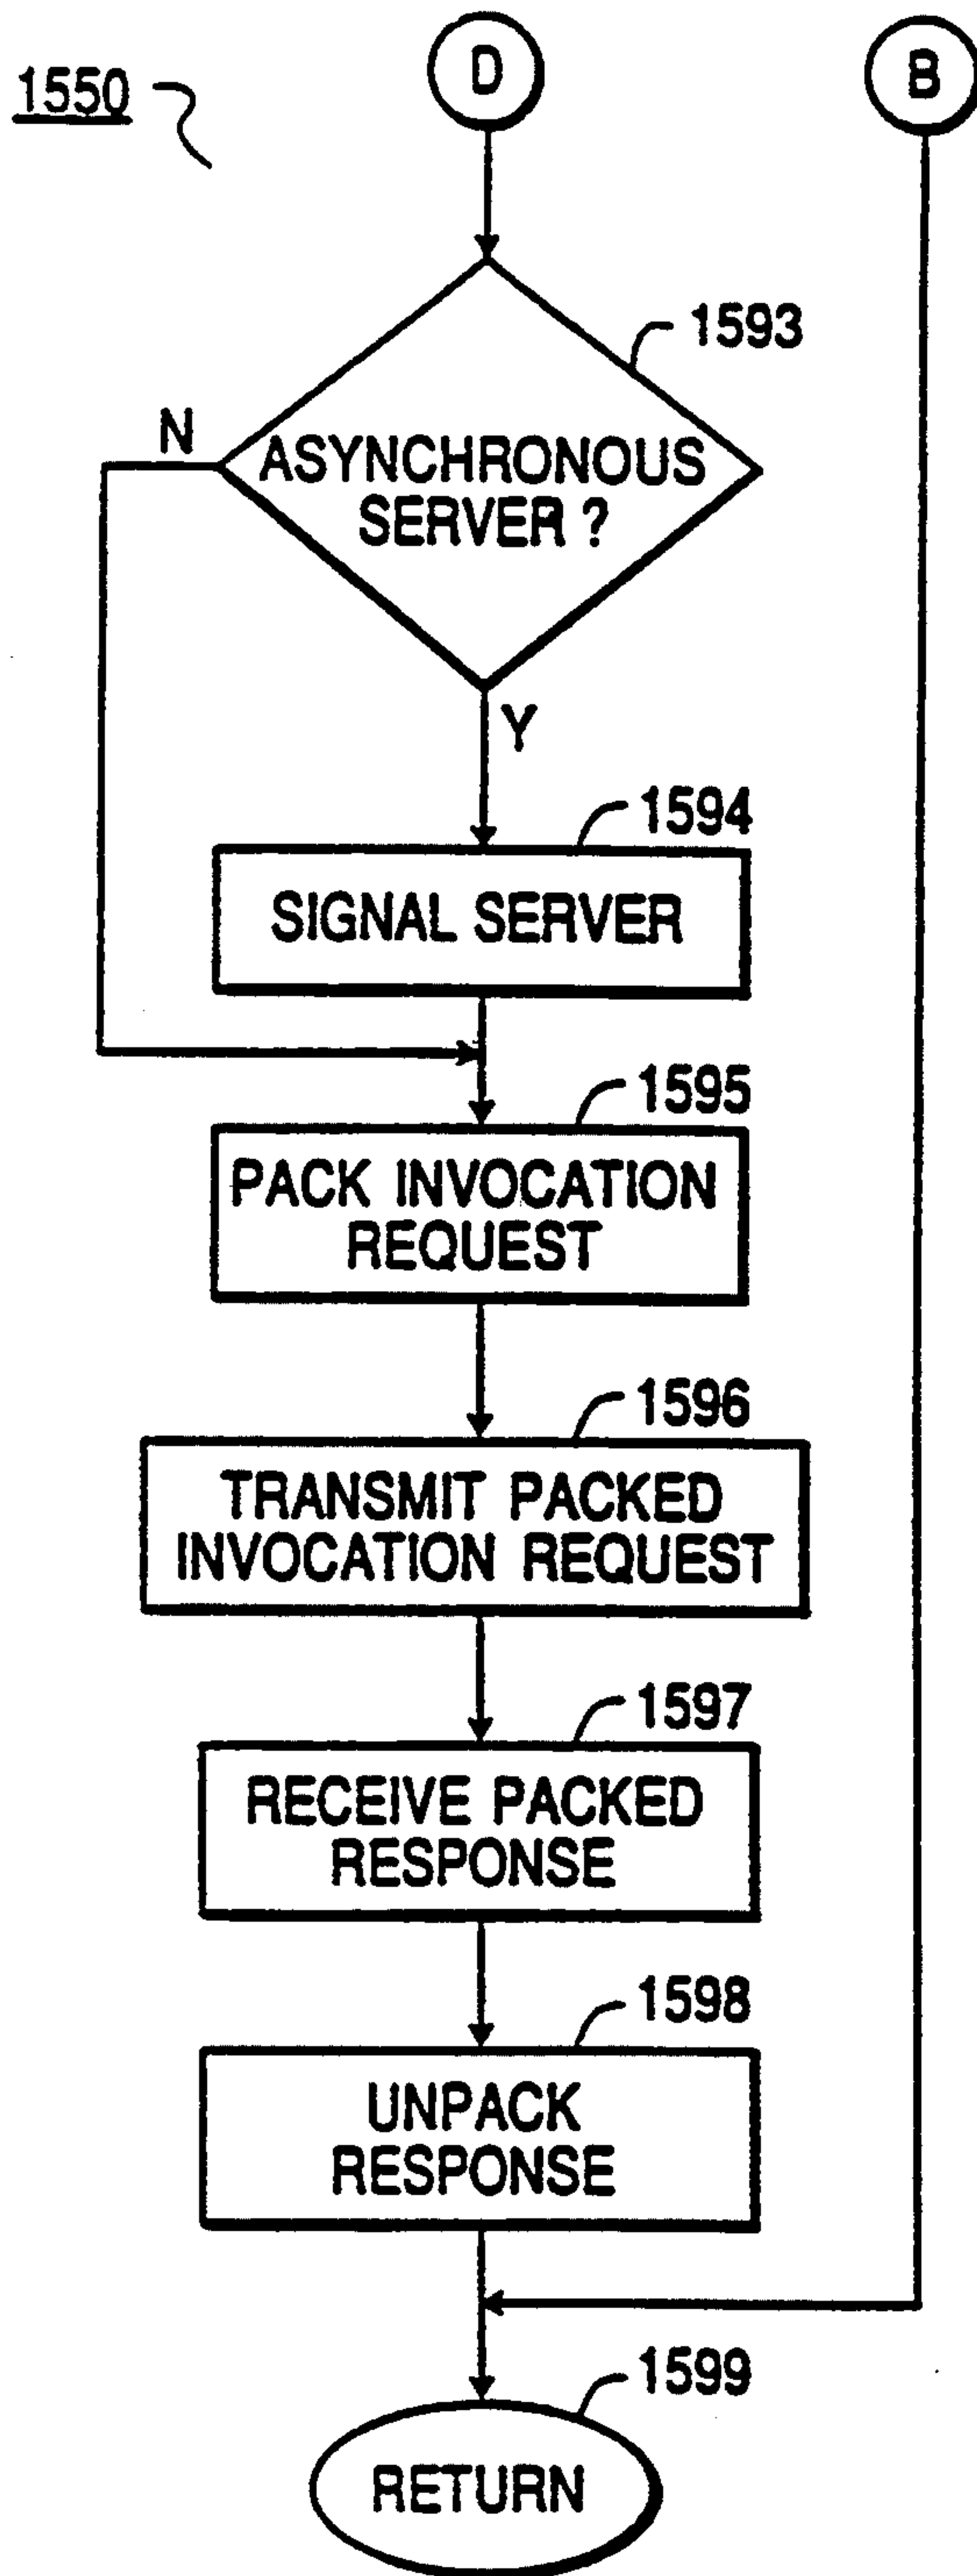 1550
D
B
1593
N
ASYNCHRONOUS
SERVER ?
Y
1594
SIGNAL SERVER
1595
PACK INVOCATION
REQUEST
1596
TRANSMIT PACKED
INVOCATION REQUEST
1597
RECEIVE PACKED
RESPONSE
1598
UNPACK
RESPONSE
1599
RETURN